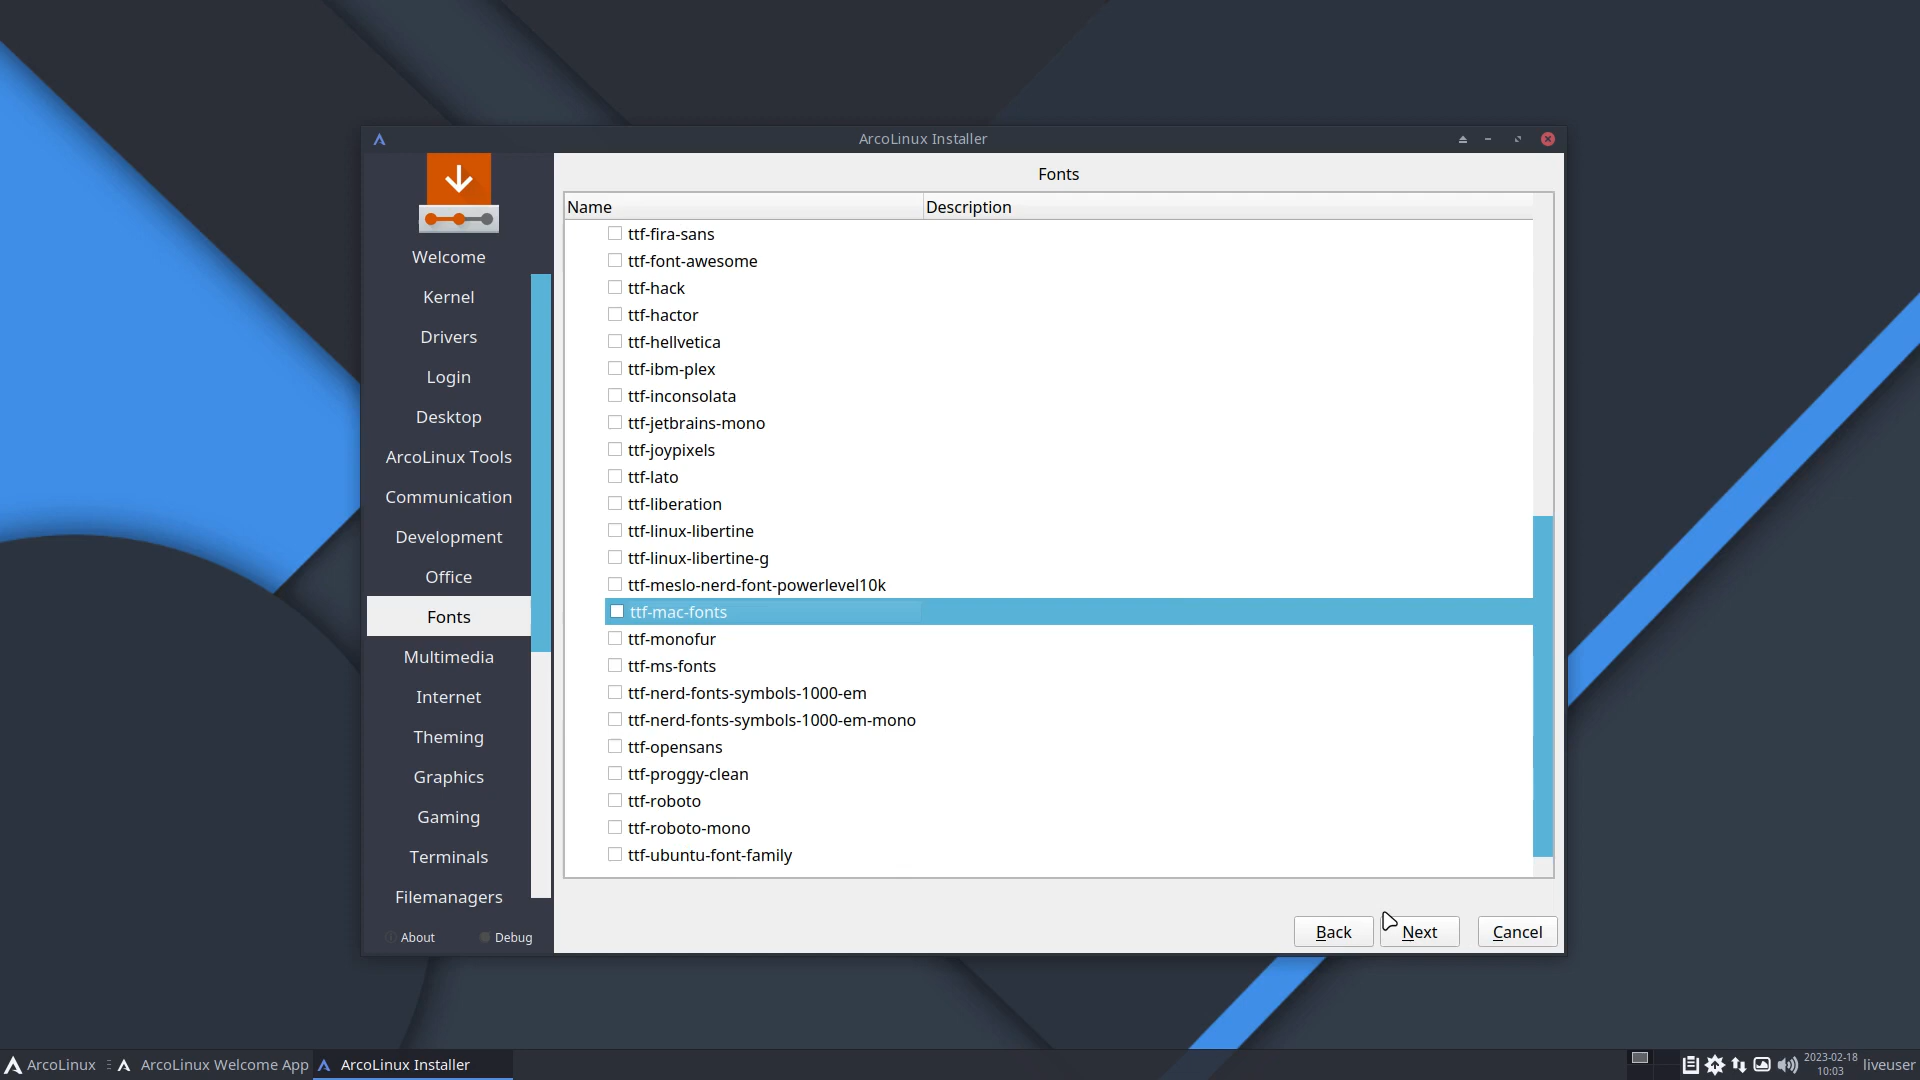 ArcoLinux Installer
Welcome
Kernel
Drivers
Login
Desktop
ArcoLinux Tools
Communication
Development
Office
Fonts
Multimedia
Internet
Theming
Graphics
Gaming
Terminals
Filemanagers
About
Debug
Fonts
Name Description
ttf-fira-sans
ttf-font-awesome
ttf-hack
ttf-hactor
ttf-hellvetica
ttf-ibm-plex
ttf-inconsolata
ttf-jetbrains-mono
ttf-joypixels
ttf-lato
ttf-liberation
ttf-linux-libertine
ttf-linux-libertine-g
ttf-meslo-nerd-font-powerlevel10k
ttf-mac-fonts
ttf-monofur
ttf-ms-fonts
ttf-nerd-fonts-symbols-1000-em
ttf-nerd-fonts-symbols-1000-em-mono
ttf-opensans
ttf-proggy-clean
ttf-roboto
ttf-roboto-mono
ttf-ubuntu-font-family
Back Next Cancel
ArcoLinux ArcoLinux Welcome App ArcoLinux Installer
2023-02-18
10:03
liveuser